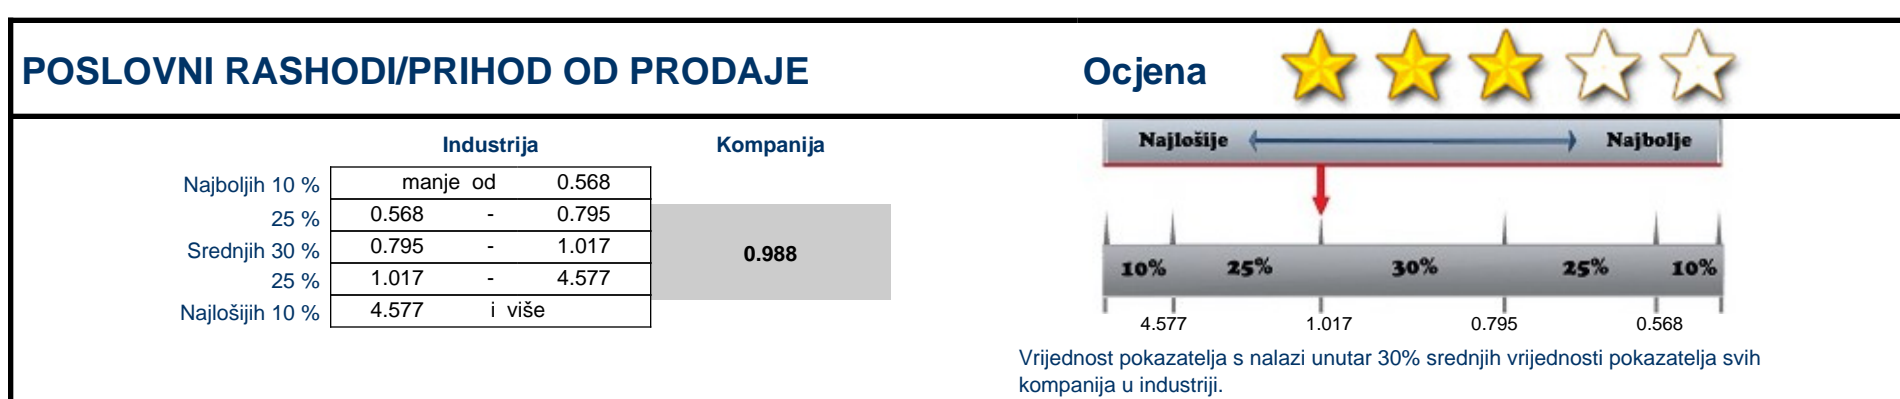 POSLOVNI RASHODI/PRIHOD OD PRODAJE Ocjena
Industrija Kompanija
Najboljih 10 % manje od 0.568
25 % 0.568 - 0.795
Srednjih 30 % 0.795 - 1.017 0.988
25 % 1.017 - 4.577
Najlošijih 10 % 4.577 i više
Najlošije Najbolje
10% 25% 30% 25% 10%
4.577 1.017 0.795 0.568
Vrijednost pokazatelja s nalazi unutar 30% srednjih vrijednosti pokazatelja svih
kompanija u industriji.